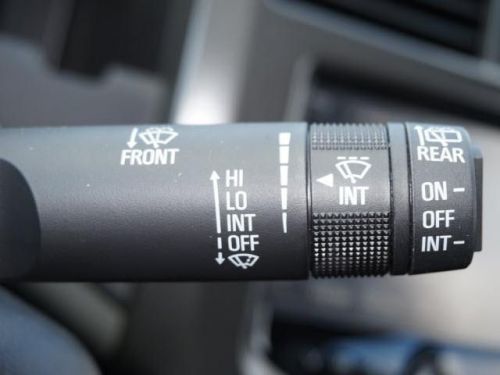 FRONT
HI
LO
INT
OFF
INT
REAR
ON
OFF
INT